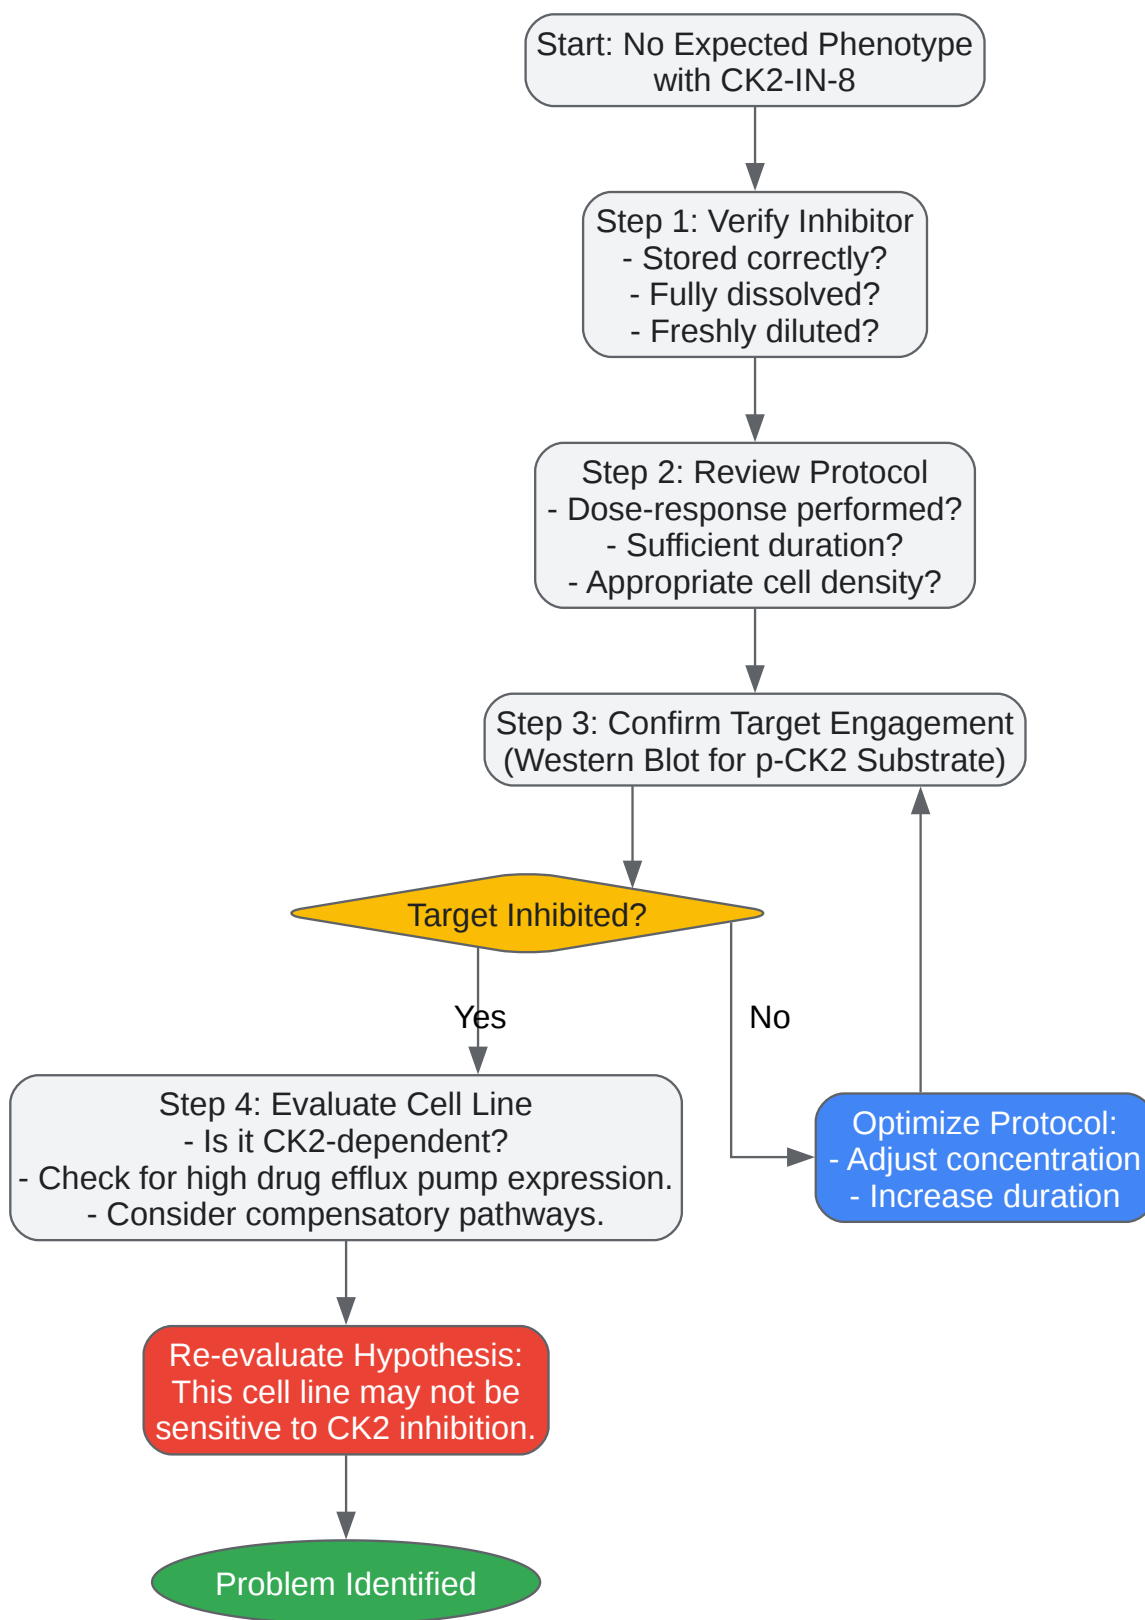 Start: No Expected Phenotype
with CK2-IN-8
Step 1: Verify Inhibitor
- Stored correctly?
- Fully dissolved?
- Freshly diluted?
Step 2: Review Protocol
- Dose-response performed?
- Sufficient duration?
- Appropriate cell density?
Step 3: Confirm Target Engagement
(Western Blot for p-CK2 Substrate)
Target Inhibited?
Yes
No
Step 4: Evaluate Cell Line
- Is it CK2-dependent?
- Check for high drug efflux pump expression.
- Consider compensatory pathways.
Optimize Protocol:
- Adjust concentration
- Increase duration
Re-evaluate Hypothesis:
This cell line may not be
sensitive to CK2 inhibition.
Problem Identified